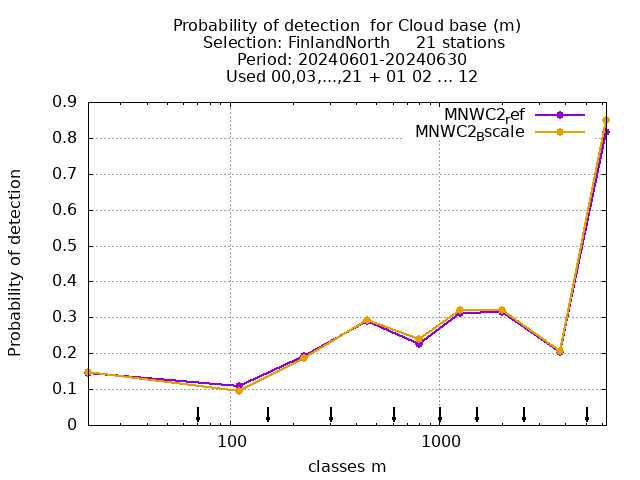 Probability of detection  for Cloud base (m)
Selection: FinlandNorth     21 stations
Period: 20240601-20240630
Used 00,03,...,21 + 01 02 ... 12
MNWC2ref
MNWC2Bscale
0.9
0.8
0.7
0.6
0.5
0.4
0.3
0.2
0.1
0
Probability of detection
100
1000
classes m